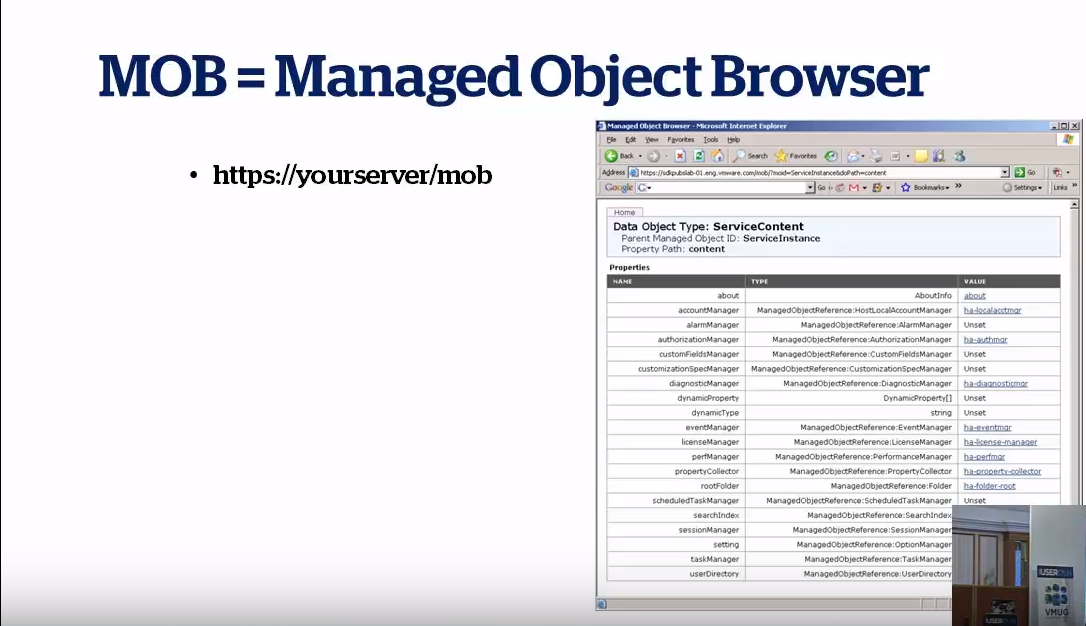 MOB = Managed Object Browser
• https://yourserver/mob
Managed Object Browser - Microsoft Internet Explorer
File Edit View Favorites Tools Help
Back Search Favorites
Address https://sdkpubslab-01.eng.vmware.com/mob/?moid=ServiceInstance&doPath=content Go
Google Go Bookmarks Settings Links
Home
Data Object Type: ServiceContent
Parent Managed Object ID: ServiceInstance
Property Path: content
Properties
NAME TYPE VALUE
about AboutInfo about
accountManager ManagedObjectReference:HostLocalAccountManager ha-localacctmgr
alarmManager ManagedObjectReference:AlarmManager Unset
authorizationManager ManagedObjectReference:AuthorizationManager ha-authmgr
customFieldsManager ManagedObjectReference:CustomFieldsManager Unset
customizationSpecManager ManagedObjectReference:CustomizationSpecManager Unset
diagnosticManager ManagedObjectReference:DiagnosticManager ha-diagnosticmgr
dynamicProperty DynamicProperty[] Unset
dynamicType string Unset
eventManager ManagedObjectReference:EventManager ha-eventmgr
licenseManager ManagedObjectReference:LicenseManager ha-license-manager
perfManager ManagedObjectReference:PerformanceManager ha-perfmgr
propertyCollector ManagedObjectReference:PropertyCollector ha-property-collector
rootFolder ManagedObjectReference:Folder ha-folder-root
scheduledTaskManager ManagedObjectReference:ScheduledTaskManager Unset
searchIndex ManagedObjectReference:SearchIndex
sessionManager ManagedObjectReference:SessionManager
setting ManagedObjectReference:OptionManager
taskManager ManagedObjectReference:TaskManager
userDirectory ManagedObjectReference:UserDirectory
VMUG